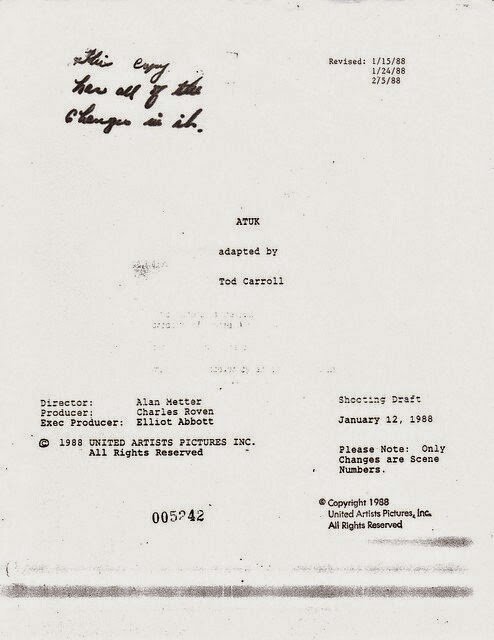 This copy
has all of the
Changes in it.
Revised: 1/15/88
1/24/88
2/5/88
ATUK
adapted by
Tod Carroll
Director: Alan Metter
Producer: Charles Roven
Exec Producer: Elliot Abbott
© 1988 UNITED ARTISTS PICTURES INC.
All Rights Reserved
Shooting Draft
January 12, 1988
Please Note: Only
Changes are Scene
Numbers.
005242
© Copyright 1988
United Artists Pictures, Inc.
All Rights Reserved